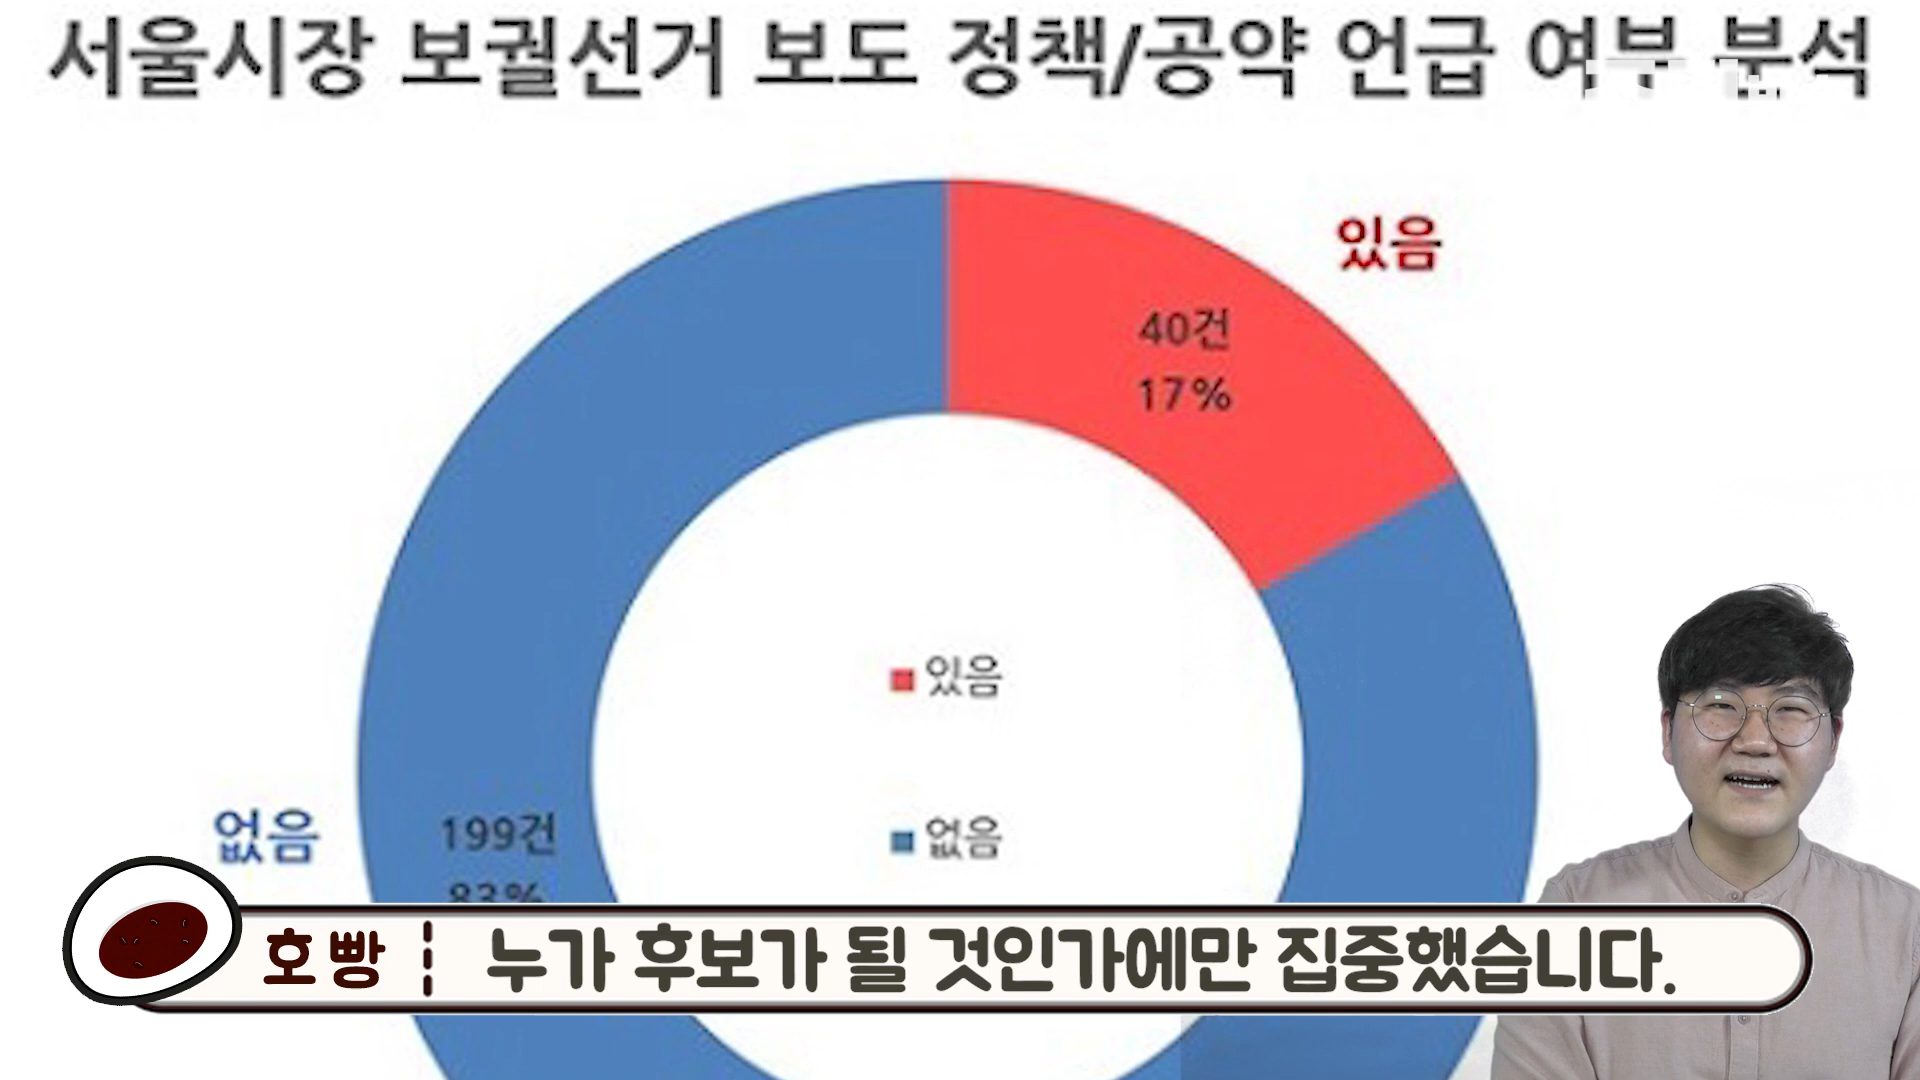 서울시장 보궐선거 보도 정책/공약 언급 여부 분석
있음
40건
17%
있음
없음
없음
199건
83%
호빵
누가 후보가 될 것인가에만 집중했습니다.